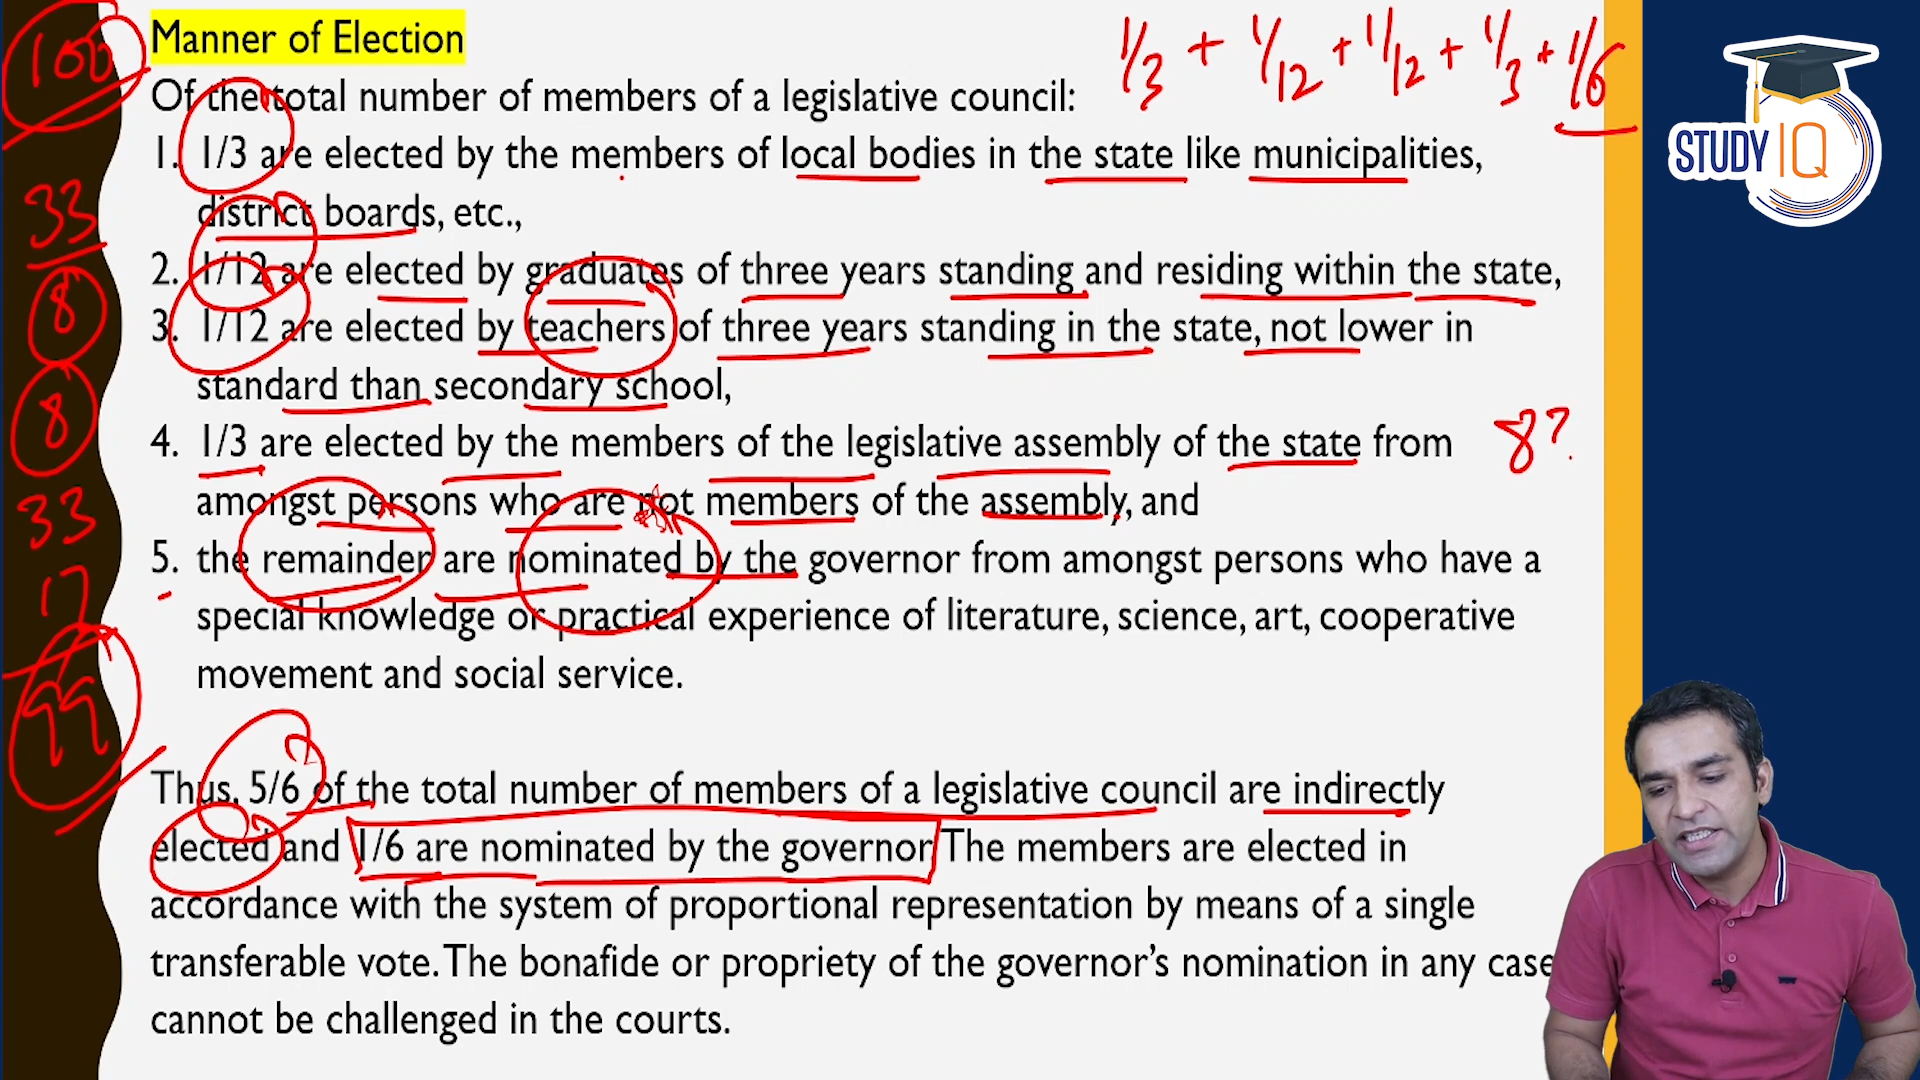 Manner of Election
1/3 + 1/12 + 1/12 + 1/3 + 1/6
Of the total number of members of a legislative council:
1. 1/3 are elected by the members of local bodies in the state like municipalities,
district boards, etc.,
2. 1/12 are elected by graduates of three years standing and residing within the state,
3. 1/12 are elected by teachers of three years standing in the state, not lower in
standard than secondary school,
4. 1/3 are elected by the members of the legislative assembly of the state from
amongst persons who are not members of the assembly, and
5. the remainder are nominated by the governor from amongst persons who have a
special knowledge or practical experience of literature, science, art, cooperative
movement and social service.
Thus, 5/6 of the total number of members of a legislative council are indirectly
elected and 1/6 are nominated by the governor. The members are elected in
accordance with the system of proportional representation by means of a single
transferable vote. The bonafide or propriety of the governor's nomination in any case
cannot be challenged in the courts.
100
33
8
8
33
17
99
8?
STUDY IQ